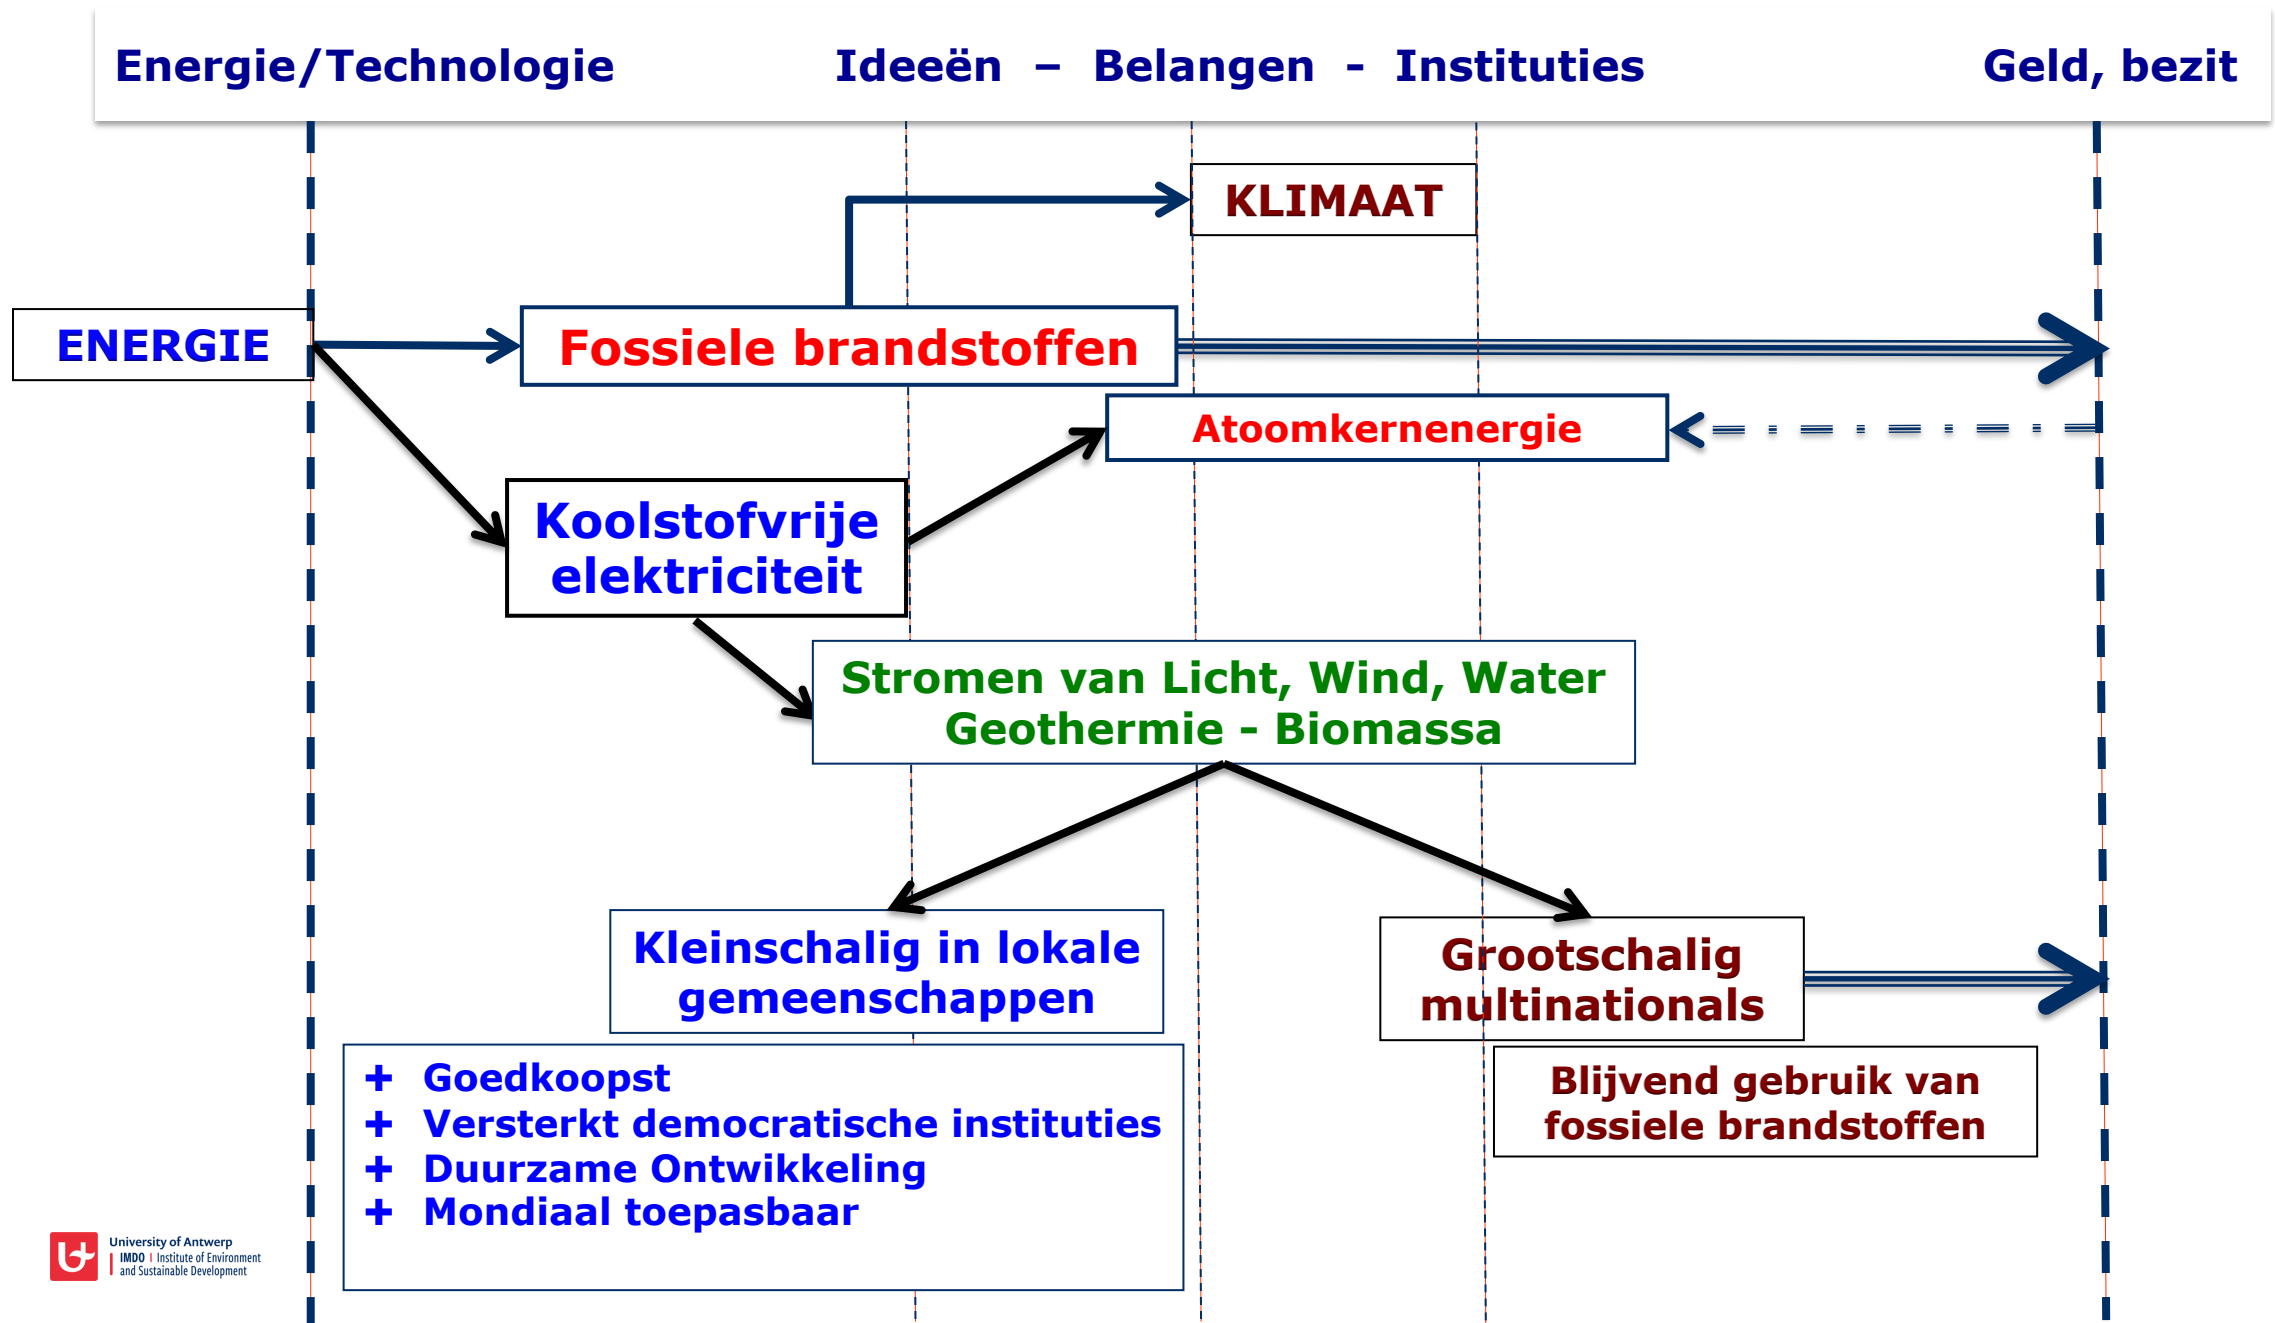 Energie/Technologie Ideeën – Belangen - Instituties Geld, bezit
KLIMAAT
ENERGIE
Fossiele brandstoffen
Atoomkernenergie
Koolstofvrije
elektriciteit
Stromen van Licht, Wind, Water
Geothermie - Biomassa
Kleinschalig in lokale
gemeenschappen
Grootschalig
multinationals
+ Goedkoopst
+ Versterkt democratische instituties
+ Duurzame Ontwikkeling
+ Mondiaal toepasbaar
Blijvend gebruik van
fossiele brandstoffen
University of Antwerp
IMDO | Institute of Environment
and Sustainable Development